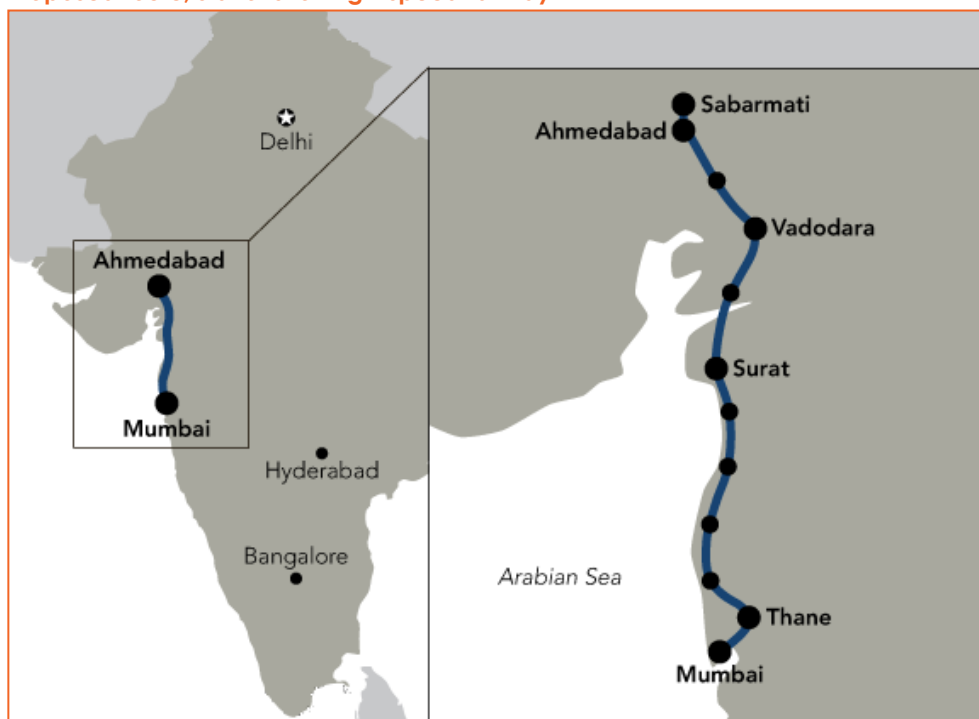 Delhi
Ahmedabad
Mumbai
Hyderabad
Bangalore
Sabarmati
Ahmedabad
Vadodara
Surat
Arabian Sea
Thane
Mumbai